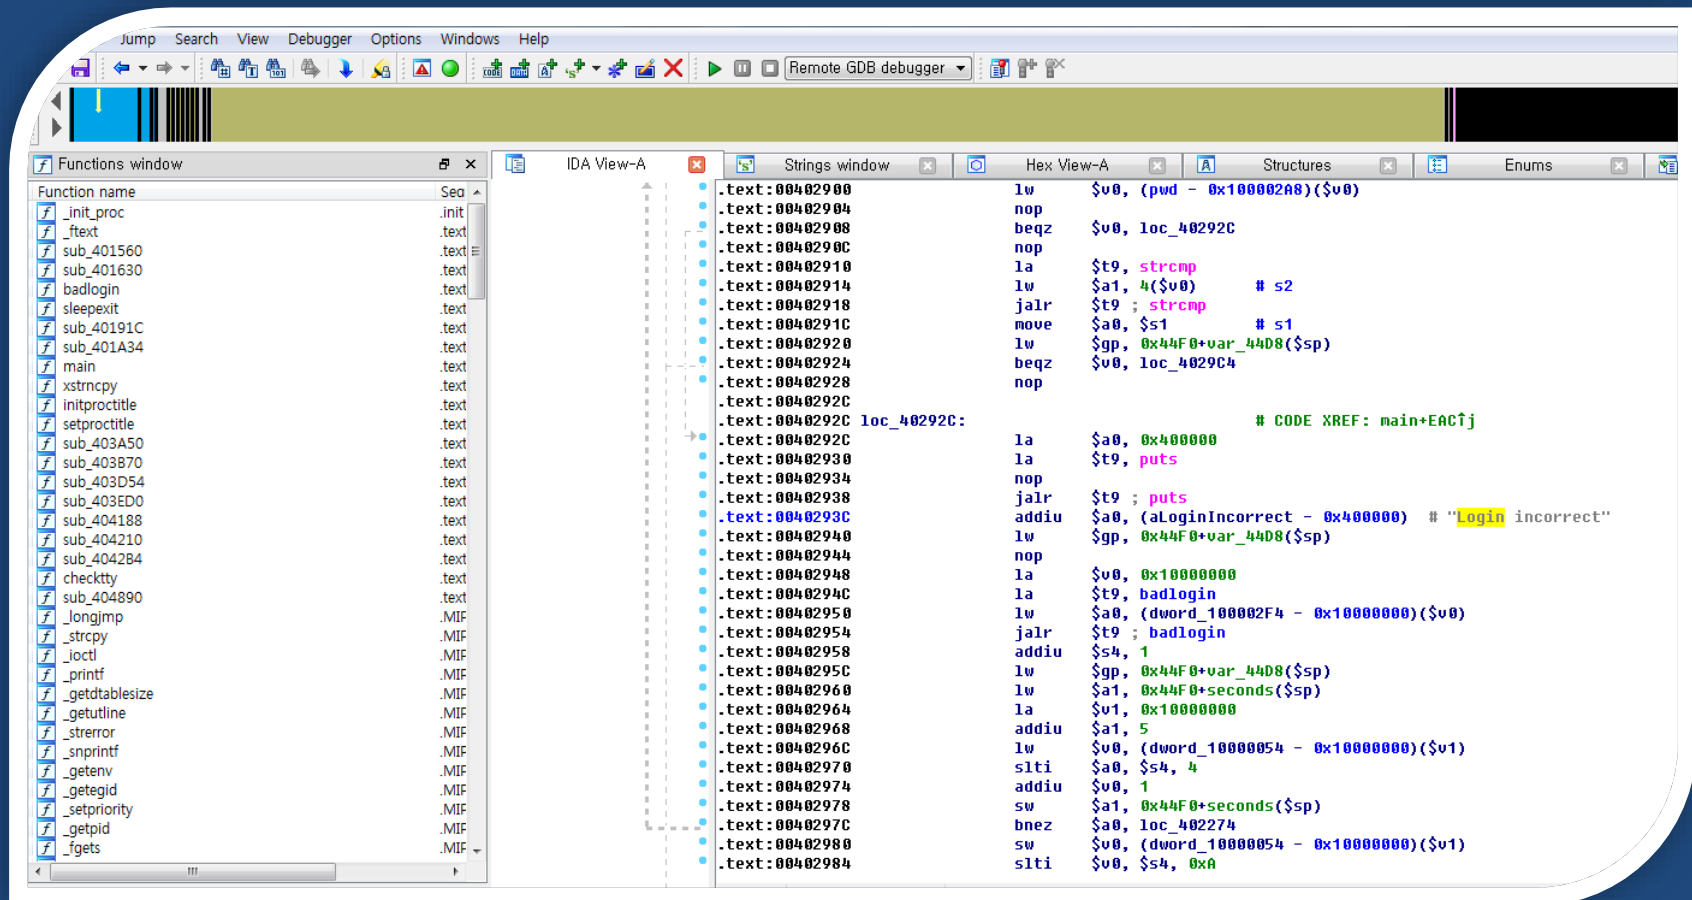 Jump Search View Debugger Options Windows Help
Remote GDB debugger
Functions window
IDA View-A Strings window Hex View-A Structures Enums
Function name Seg
_init_proc .init
_ftext .text
sub_401560 .text
sub_401630 .text
badlogin .text
sleepexit .text
sub_40191C .text
sub_401A34 .text
main .text
xstrncpy .text
initproctitle .text
setproctitle .text
sub_403A50 .text
sub_403B70 .text
sub_403D54 .text
sub_403ED0 .text
sub_404188 .text
sub_404210 .text
sub_4042B4 .text
checktty .text
sub_404890 .text
_longjmp .MIF
_strcpy .MIF
_ioctl .MIF
_printf .MIF
_getdtablesize .MIF
_getutline .MIF
_strerror .MIF
_snprintf .MIF
_getenv .MIF
_getegid .MIF
_setpriority .MIF
_getpid .MIF
_fgets .MIF
.text:00402900 lw $v0, (pwd - 0x100002A8)($v0)
.text:00402904 nop
.text:00402908 beqz $v0, loc_40292C
.text:0040290C nop
.text:00402910 la $t9, strcmp
.text:00402914 lw $a1, 4($v0) # s2
.text:00402918 jalr $t9 ; strcmp
.text:0040291C move $a0, $s1 # s1
.text:00402920 lw $gp, 0x44F0+var_44D8($sp)
.text:00402924 beqz $v0, loc_4029C4
.text:00402928 nop
.text:0040292C
.text:0040292C loc_40292C: # CODE XREF: main+EAC↑j
.text:0040292C la $a0, 0x400000
.text:00402930 la $t9, puts
.text:00402934 nop
.text:00402938 jalr $t9 ; puts
.text:0040293C addiu $a0, (aLoginIncorrect - 0x400000) # "Login incorrect"
.text:00402940 lw $gp, 0x44F0+var_44D8($sp)
.text:00402944 nop
.text:00402948 la $v0, 0x10000000
.text:0040294C la $t9, badlogin
.text:00402950 lw $a0, (dword_100002F4 - 0x10000000)($v0)
.text:00402954 jalr $t9 ; badlogin
.text:00402958 addiu $s4, 1
.text:0040295C lw $gp, 0x44F0+var_44D8($sp)
.text:00402960 lw $a1, 0x44F0+seconds($sp)
.text:00402964 la $v1, 0x10000000
.text:00402968 addiu $a1, 5
.text:0040296C lw $v0, (dword_10000054 - 0x10000000)($v1)
.text:00402970 slti $a0, $s4, 4
.text:00402974 addiu $v0, 1
.text:00402978 sw $a1, 0x44F0+seconds($sp)
.text:0040297C bnez $a0, loc_402274
.text:00402980 sw $v0, (dword_10000054 - 0x10000000)($v1)
.text:00402984 slti $v0, $s4, 0xA